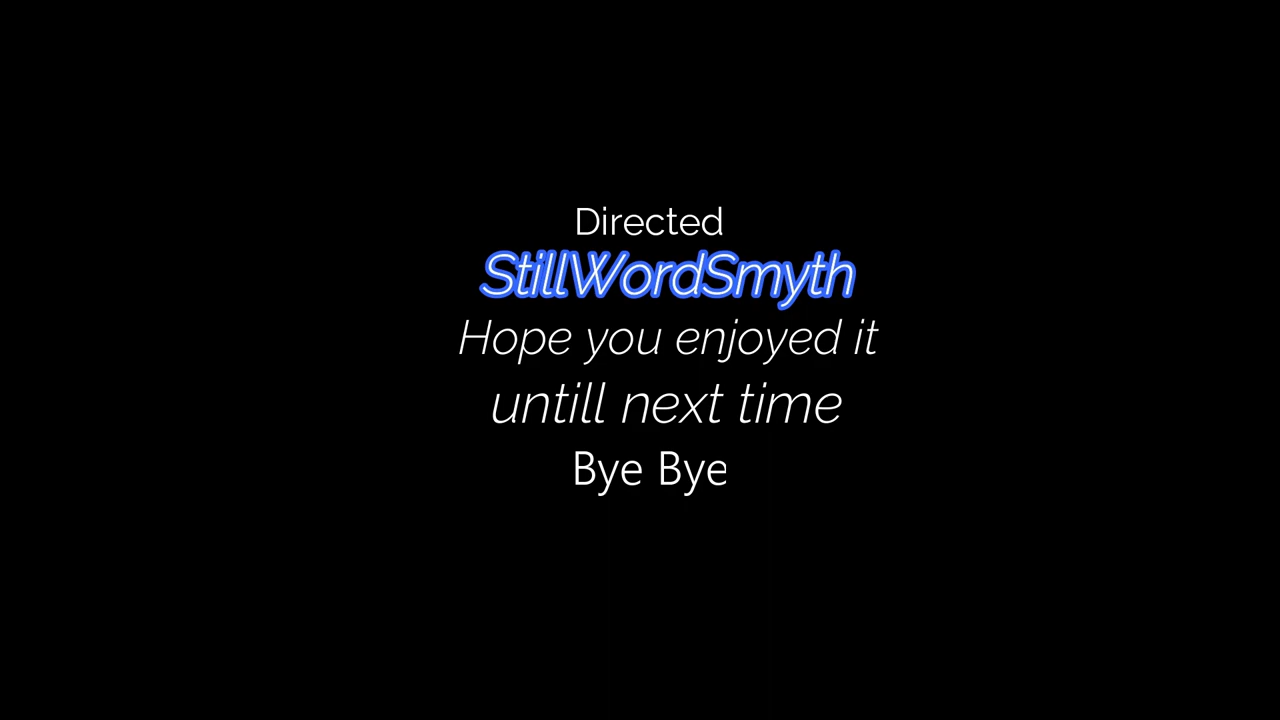 Directed
StillWordSmyth
Hope you enjoyed it
untill next time
Bye Bye